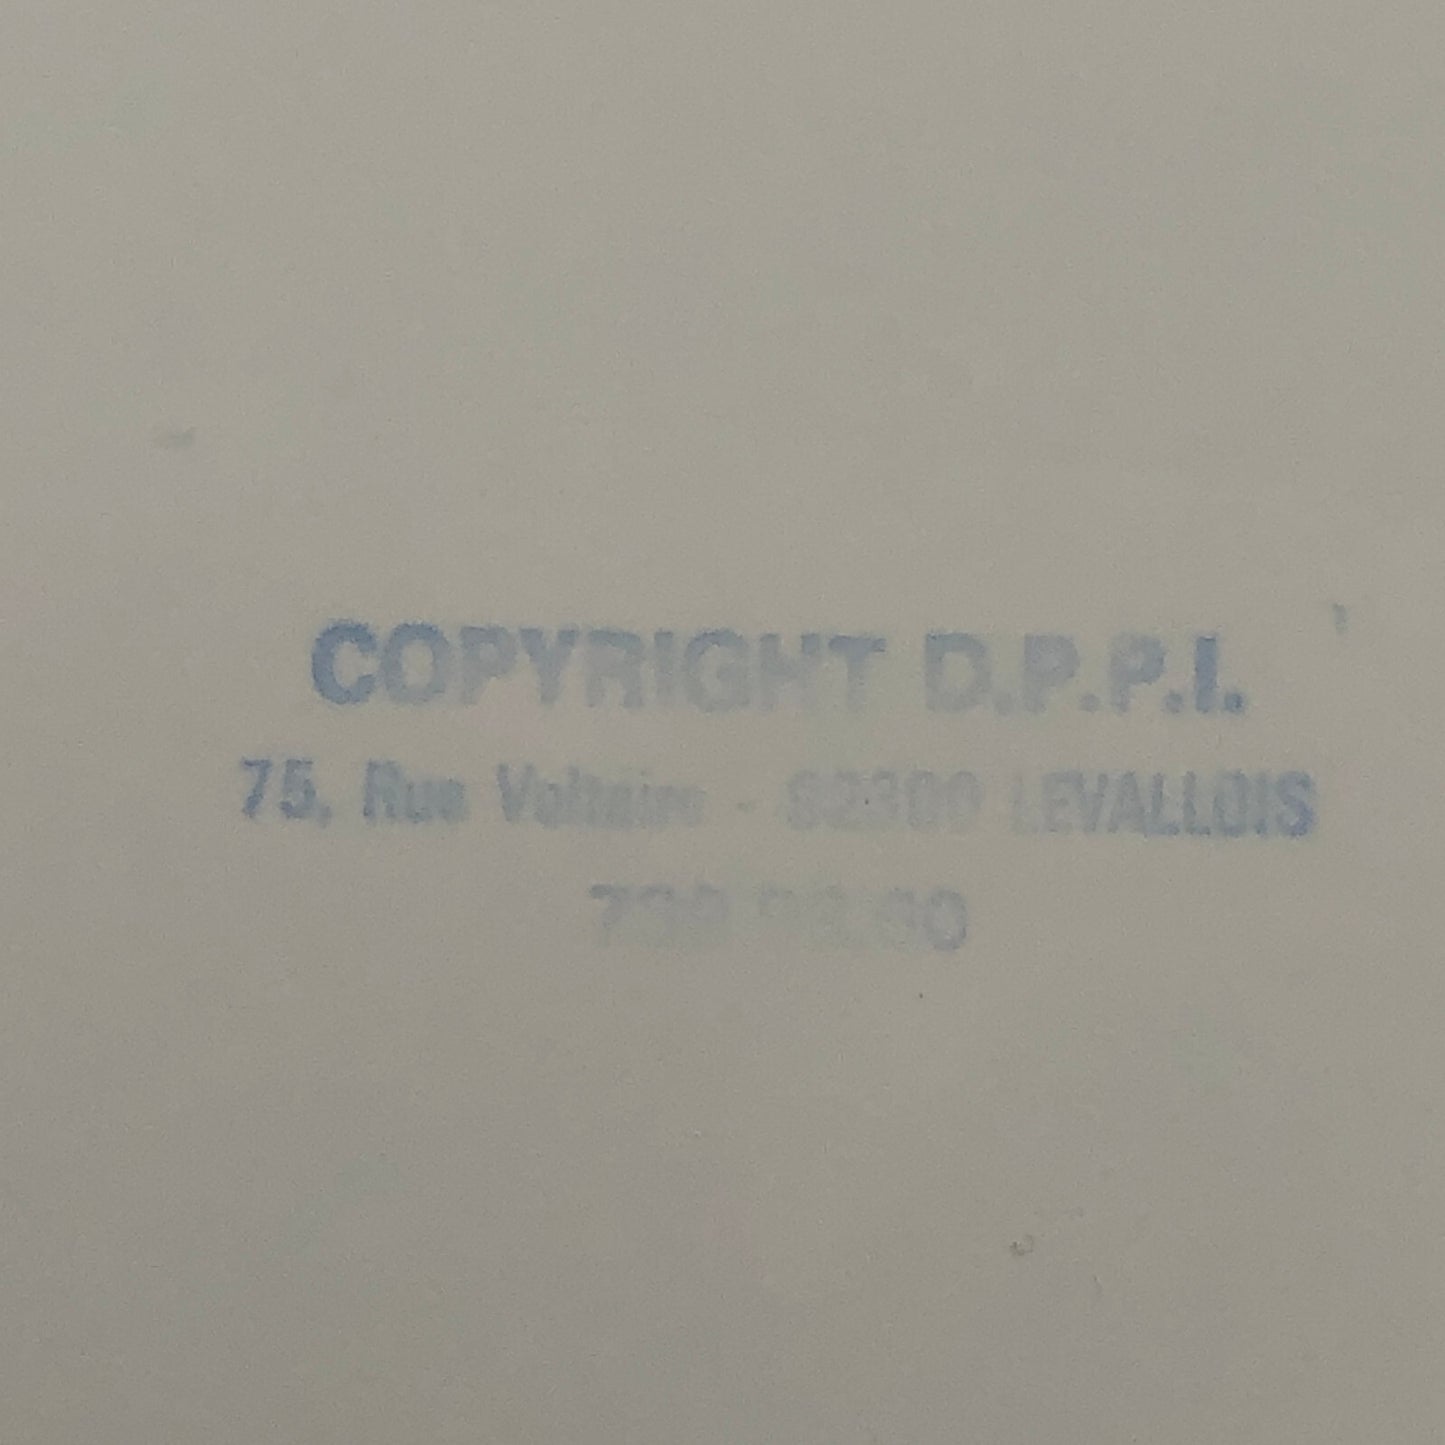 COPYRIGHT D.P.P.I.
75, Rue Voltaire - 92300 LEVALLOIS